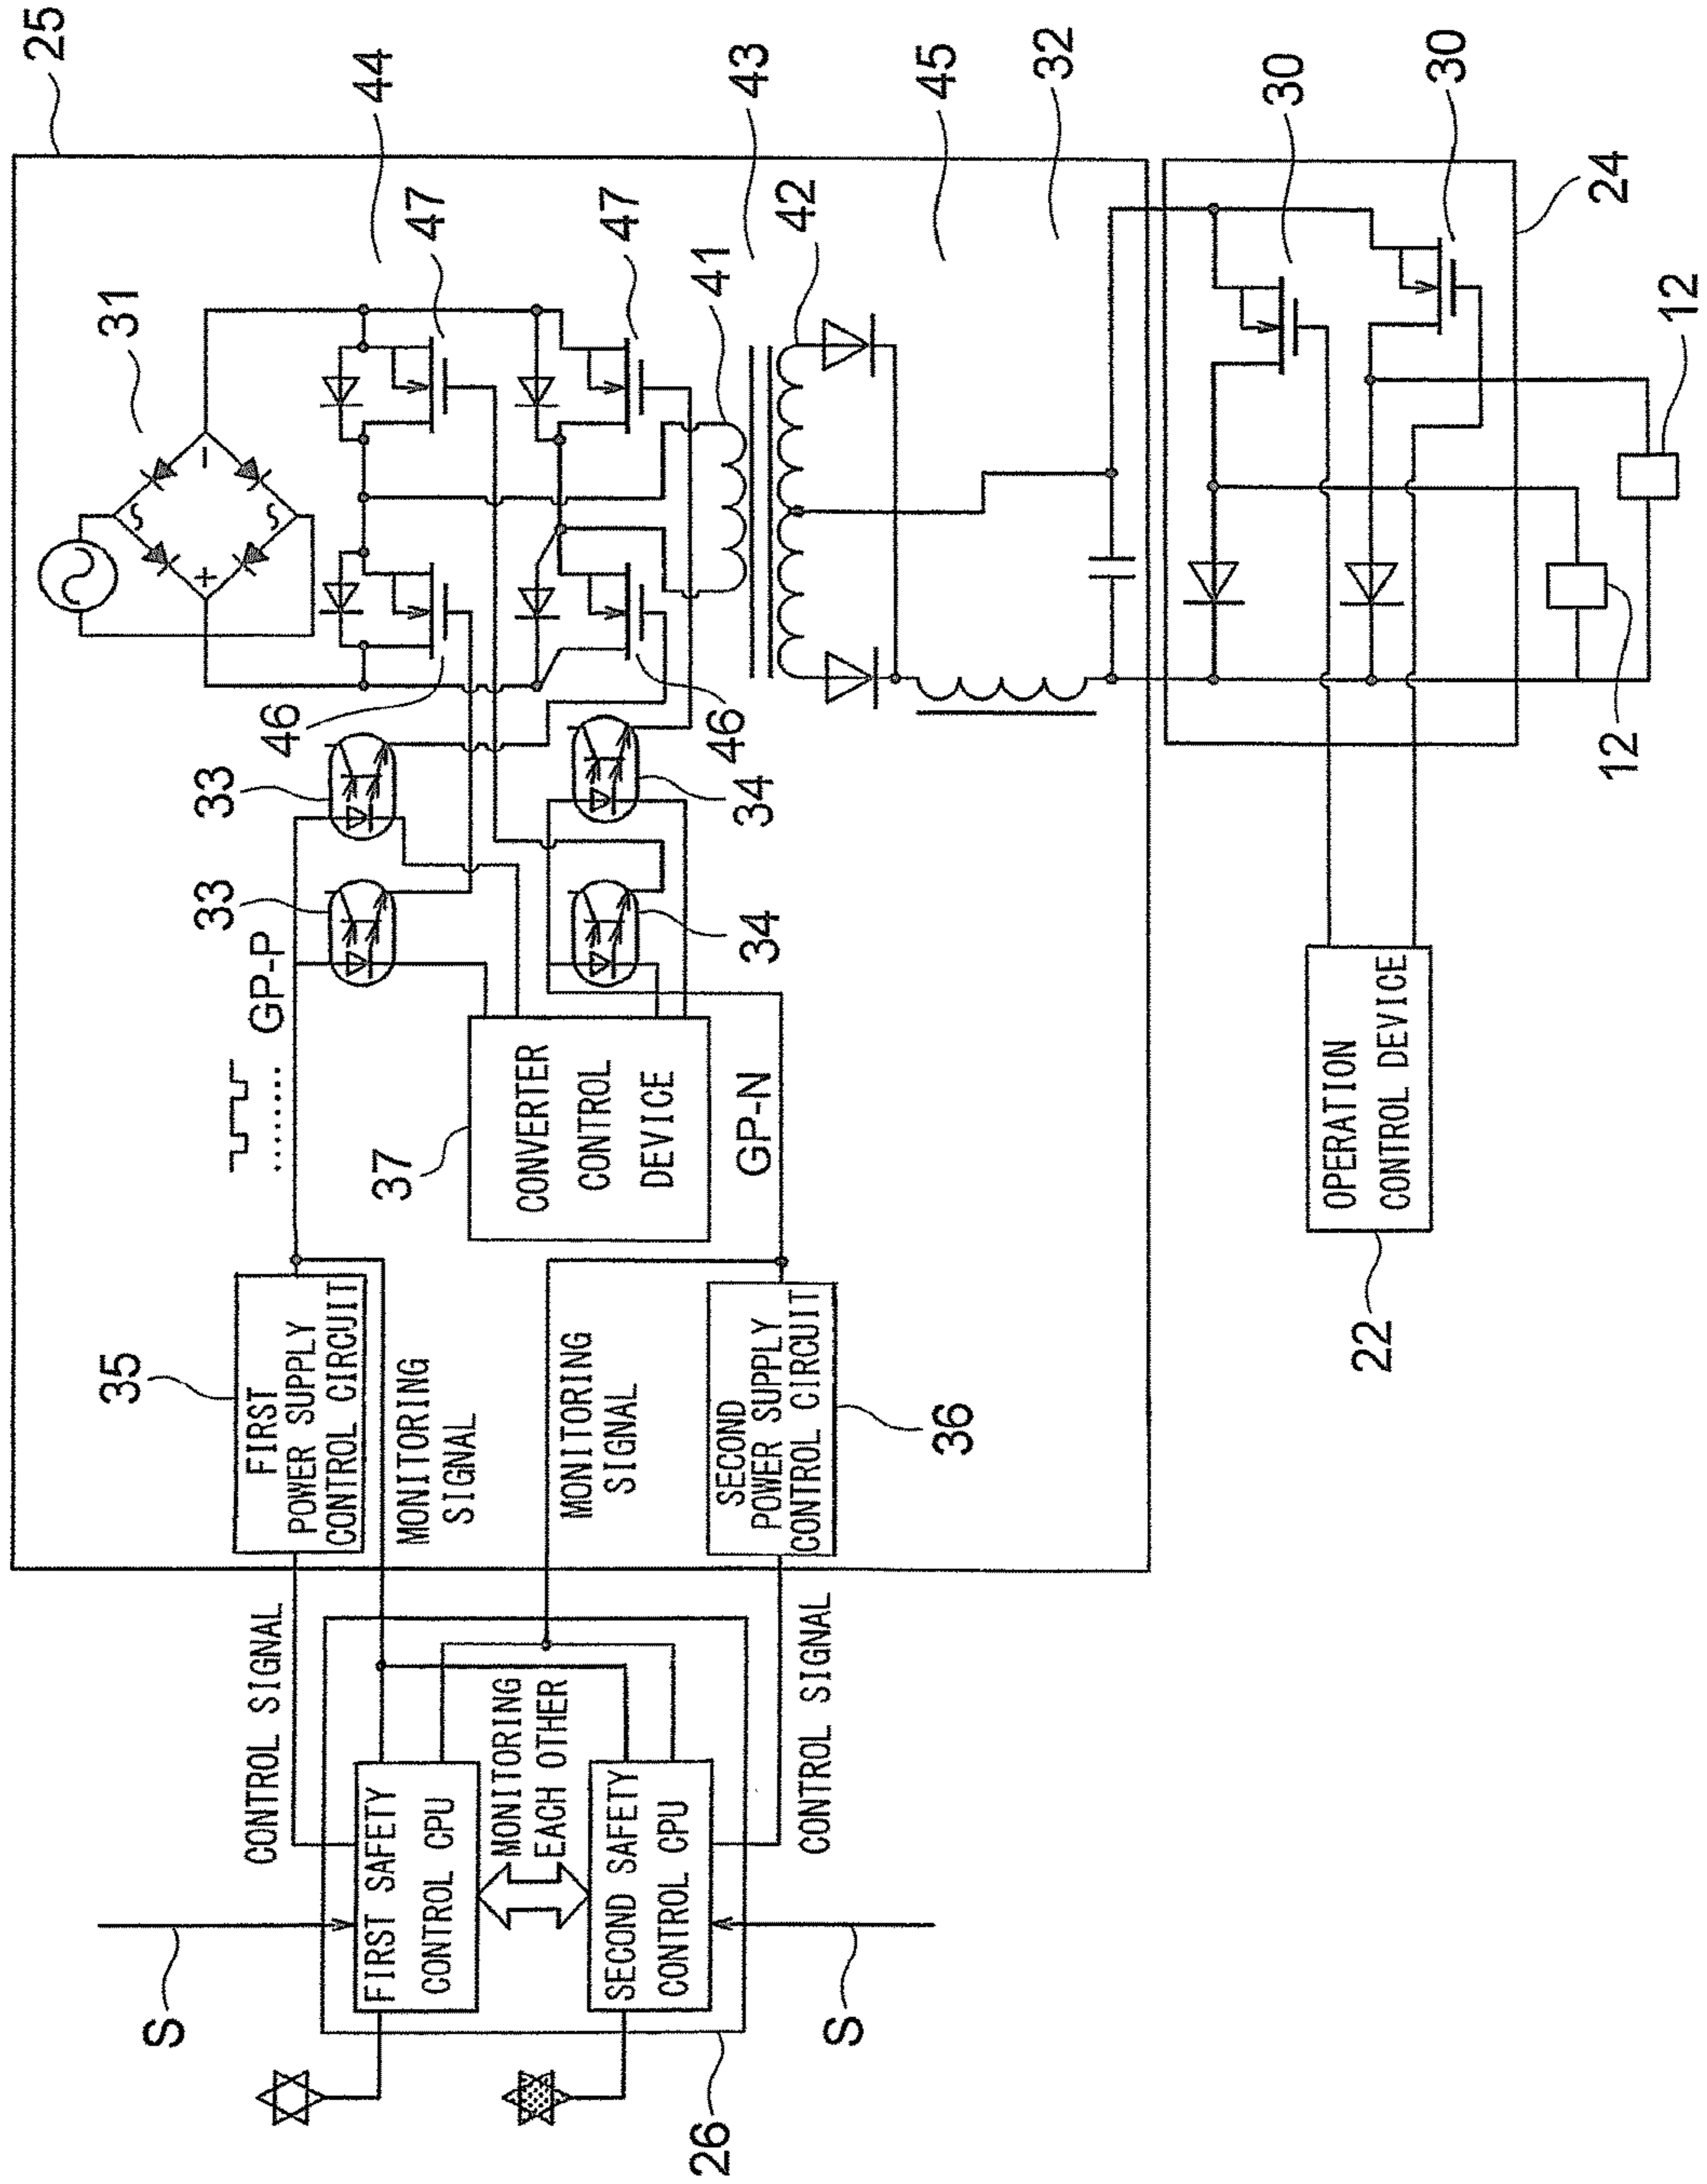 25
44
43
45
32
30
30
47
47
42
24
31
41
12
46
46
12
33
34
33
34
+
−
GP-P
37
CONVERTER
CONTROL
DEVICE
GP-N
OPERATION
CONTROL DEVICE
22
35
FIRST
POWER SUPPLY
CONTROL CIRCUIT
MONITORING
SIGNAL
MONITORING
SIGNAL
SECOND
POWER SUPPLY
CONTROL CIRCUIT
36
CONTROL SIGNAL
CONTROL SIGNAL
FIRST SAFETY
CONTROL CPU
MONITORING
EACH OTHER
SECOND SAFETY
CONTROL CPU
S
S
26